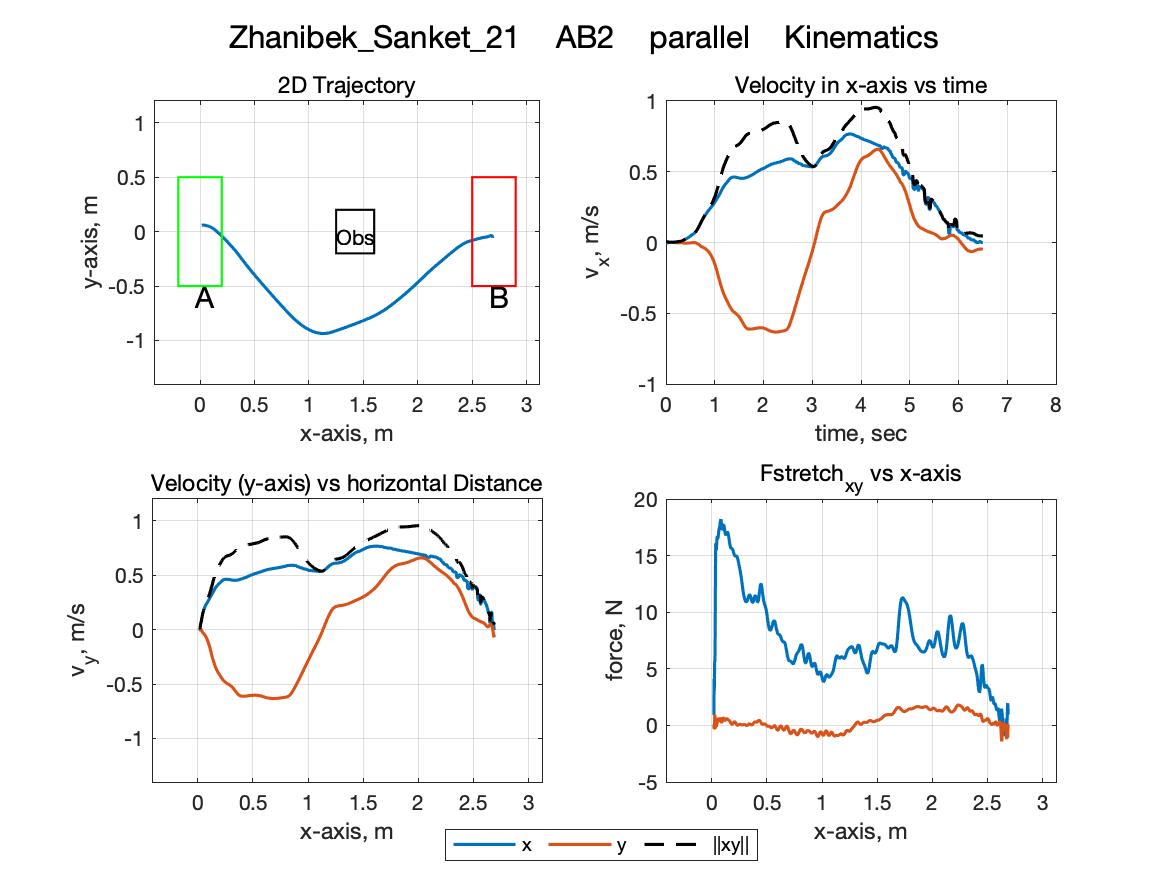 Zhanibek_Sanket_21 AB2 parallel Kinematics
2D Trajectory
1
0.5
0
-0.5
-1
y-axis, m
Obs
A
B
0 0.5 1 1.5 2 2.5 3
x-axis, m
Velocity in x-axis vs time
1
0.5
0
-0.5
-1
v_x, m/s
0 1 2 3 4 5 6 7 8
time, sec
Velocity (y-axis) vs horizontal Distance
1
0.5
0
-0.5
-1
v_y, m/s
0 0.5 1 1.5 2 2.5 3
x-axis, m
Fstretch_xy vs x-axis
20
15
10
5
0
-5
force, N
0 0.5 1 1.5 2 2.5 3
x-axis, m
x y ||xy||